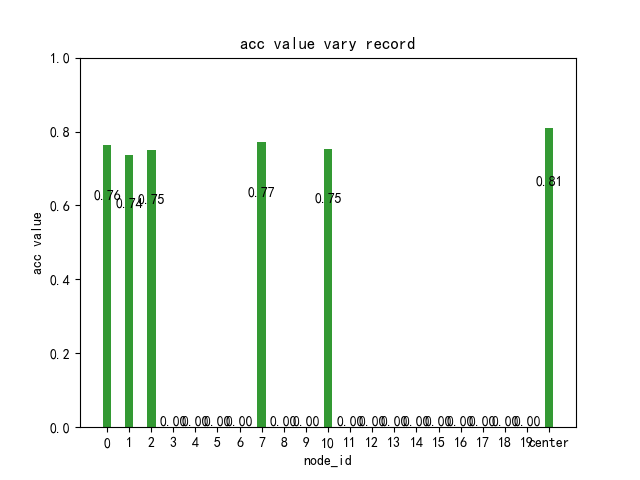 acc value vary record
1.0
0.8
0.6
0.4
0.2
0.0
acc value
0.76 0.74 0.75 0.00 0.00 0.00 0.00 0.77 0.00 0.00 0.75 0.00 0.00 0.00 0.00 0.00 0.00 0.00 0.00 0.00 0.81
0 1 2 3 4 5 6 7 8 9 10 11 12 13 14 15 16 17 18 19 center
node_id